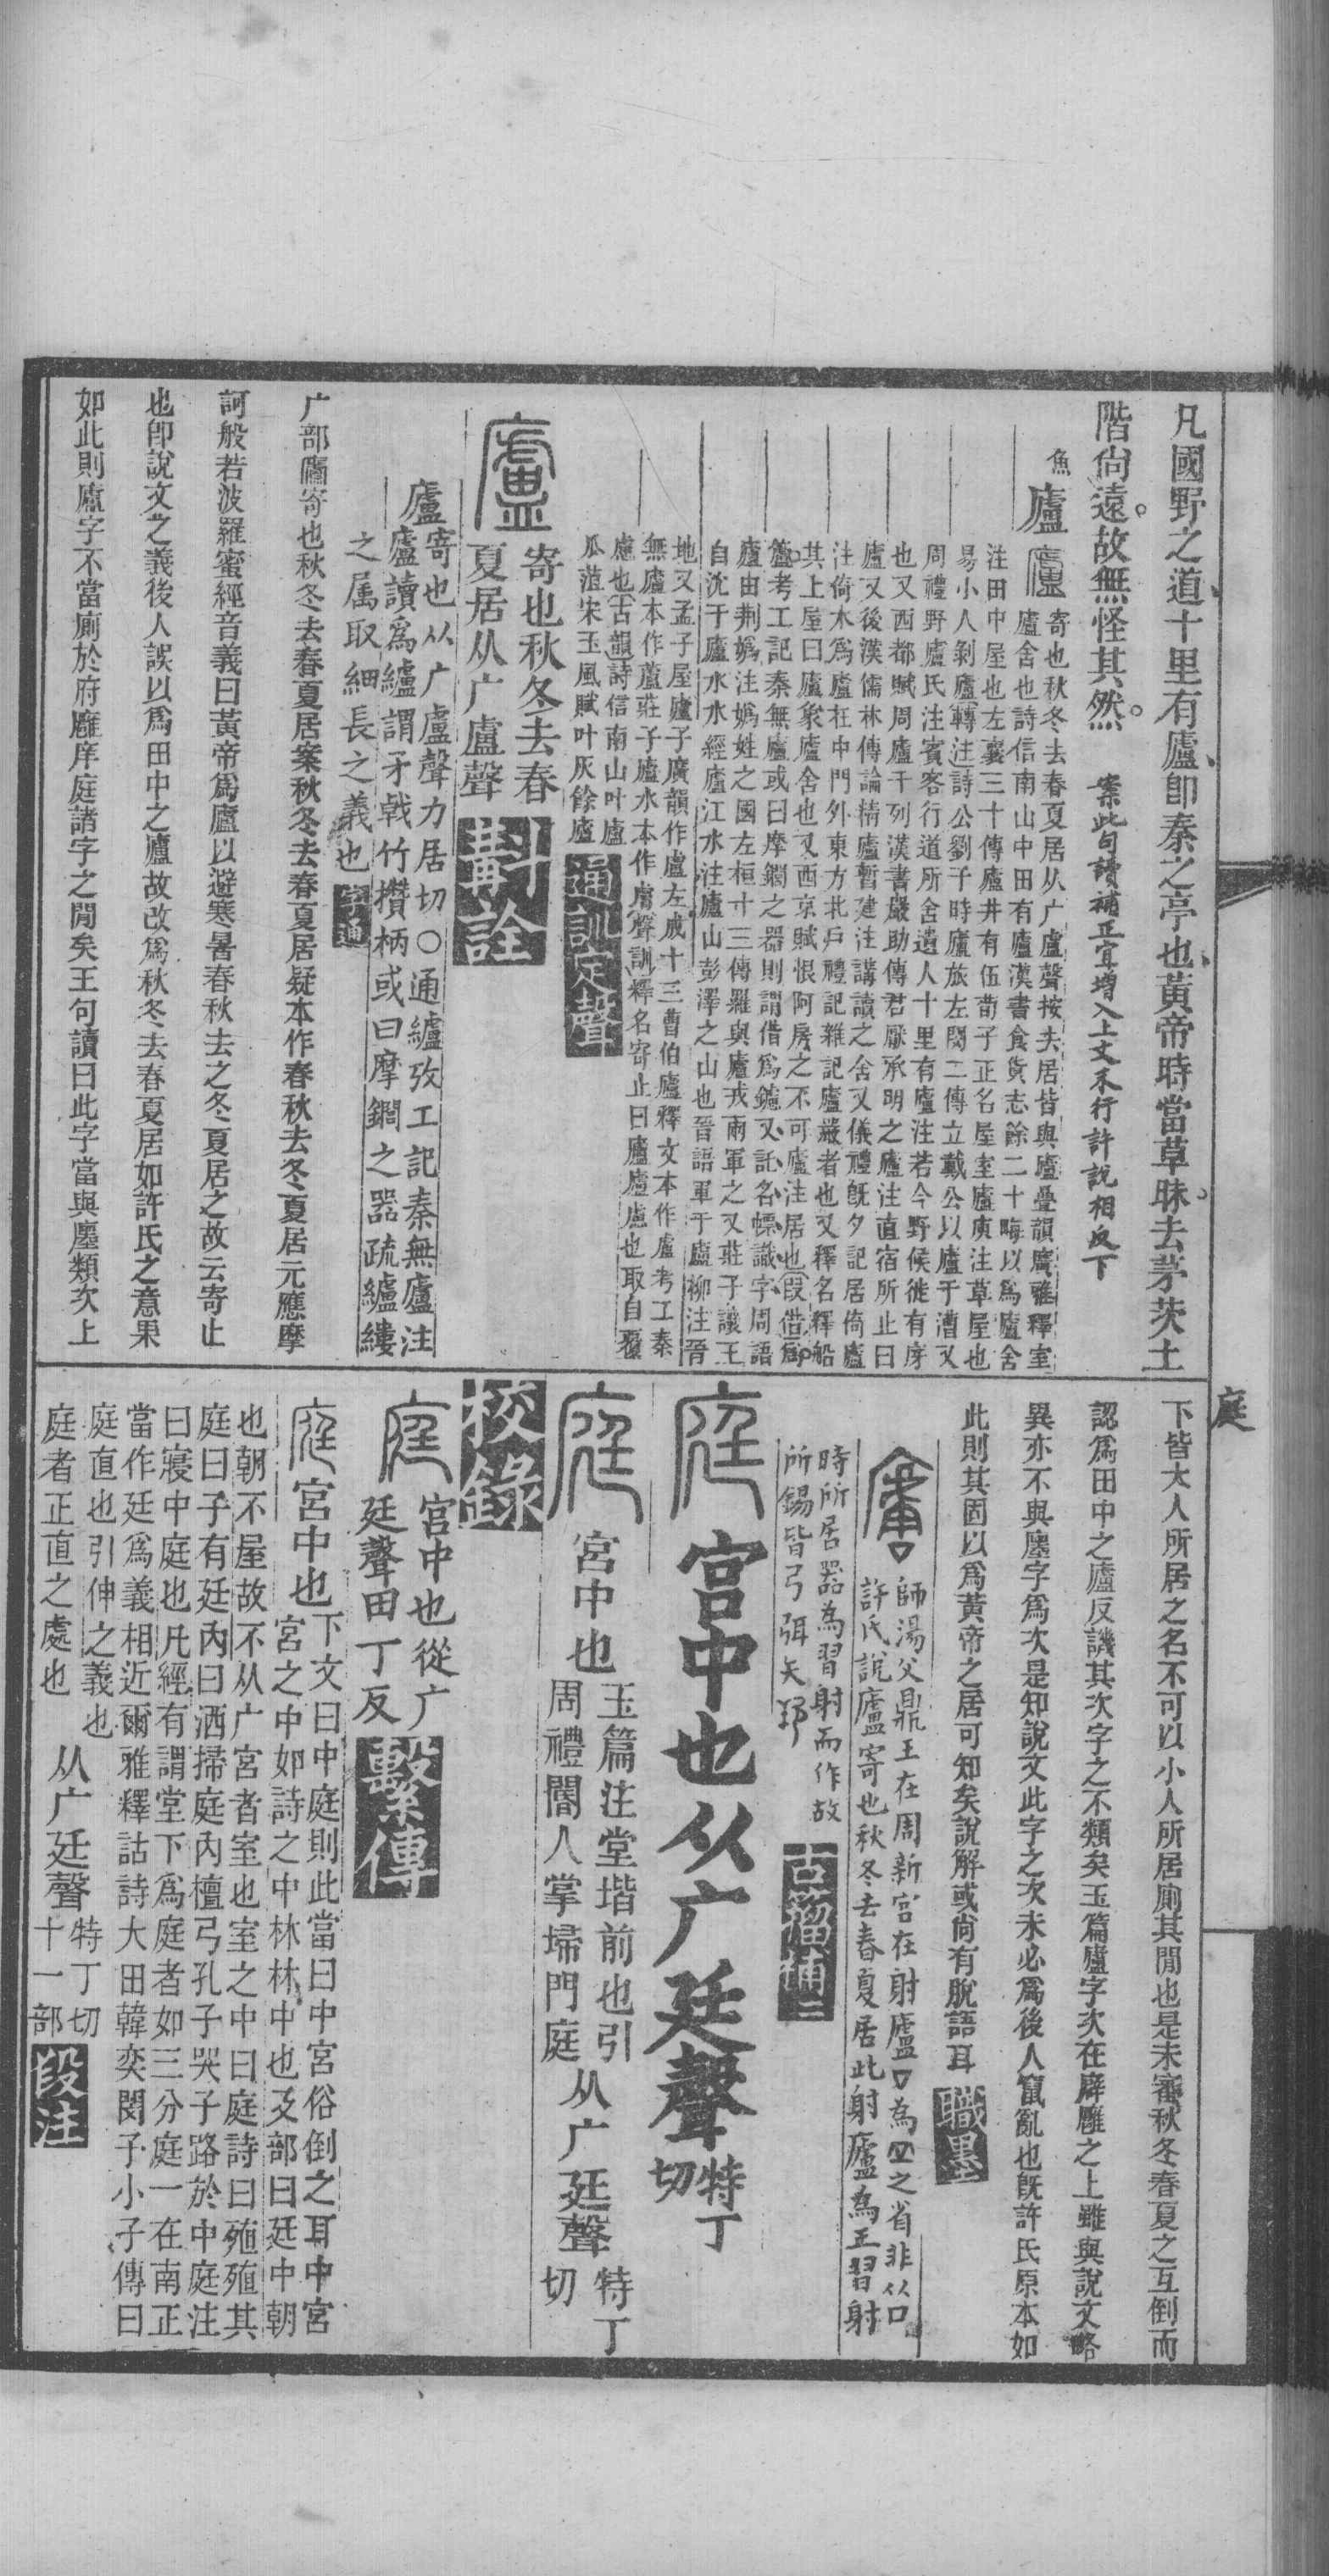 凡國野之道十里有廬卽秦之亭也黃帝時當草昧去茅茨土
階尙遠故無怪其然。案此句讀補正宜增入上文禾行許說相反下
魚
廬
寄也秋冬去春夏居从广盧聲按夫居皆與廬疊韻廣雅釋室
廬舍也詩信南山中田有廬漢書食貨志餘二十畮以爲廬舍
注田中屋也左襄三十傳廬井有伍荀子正名屋室廬庾注草屋也
易小人剝廬轉注詩公劉于時廬旅左閔二傳立戴公以廬于漕又
周禮野廬氏注賓客行道所舍遺人十里有廬注若今野候徙有庌
也又西都賦周廬千列漢書嚴助傳君厭承明之廬注直宿所止曰
廬又後漢儒林傳論精廬暫建注講讀之舍又儀禮旣夕記居倚廬
注倚木爲廬在中門外東方北戶禮記雜記廬嚴者也又釋名釋船
其上屋曰廬象廬舍也又西京賦恨阿房之不可廬注居也段借爲
籚考工記秦無廬或曰摩鐧之器則謂借爲鑢又託名幖識字周語
廬由荆嬀注嬀姓之國左桓十三傳羅與廬戎兩軍之又莊子讓王
自沈于廬水水經廬江水注廬山彭澤之山也晉語軍于廬柳注晉
地又孟子屋廬子廣韻作盧左成十三曹伯廬釋文本作盧考工秦
無廬本作蘆莊子廬水本作膚聲訓釋名寄止曰廬廬慮也取自覆
慮也古韻詩信南山叶廬
瓜菹宋玉風賦叶灰餘廬
通訓定聲
寄也秋冬去春
夏居从广盧聲
斠詮
廬
寄也从广盧聲力居切○通纑攷工記秦無廬注
廬讀爲纑謂矛戟竹欑柄或曰摩鐧之器疏纑縷
之属取細長之義也
字通
广部廬寄也秋冬去春夏居案秋冬去春夏居疑本作春秋去冬夏居元應摩
訶般若波羅蜜經音義曰黃帝爲廬以避寒暑春秋去之冬夏居之故云寄止
也卽說文之義後人誤以爲田中之廬故改爲秋冬去春夏居如許氏之意果
如此則廬字不當廁於府廱庠庭諸字之閒矣王句讀曰此字當與廛類次上
庭
下皆大人所居之名不可以小人所居廁其閒也是未審秋冬春夏之互倒而
認爲田中之廬反譏其次字之不類矣玉篇廬字次在廦廱之上雖與說文略
異亦不與廛字爲次是知說文此字之次未必爲後人竄亂也旣許氏原本如
此則其固以爲黃帝之居可知矣說解或尙有脫語耳
職墨
師湯父鼎王在周新宮在射廬▽為皿之省非从口
許氏說廬寄也秋冬去春夏居此射廬為王習射
時所居器為習射而作故
所錫皆弓弭矢
古籀補
宮中也从广廷聲特丁切
宮中也玉篇注堂堦前也引周禮閽人掌埽門庭从广廷聲特丁切
校錄
宮中也從广
廷聲田丁反
繫傳
宮中也
下文曰中庭則此當曰中宮俗倒之耳中宮
宮之中如詩之中林林中也廴部曰廷中朝
也朝不屋故不从广宮者室也室之中曰庭詩曰殖殖其
庭曰子有廷內曰洒掃庭內檀弓孔子哭子路於中庭注
曰寢中庭也凡經有謂堂下爲庭者如三分庭一在南正
當作廷爲義相近爾雅釋詁詩大田韓奕閔予小子傳曰
庭直也引伸之義也
庭者正直之處也
从广廷聲
特丁切
十一部
段注